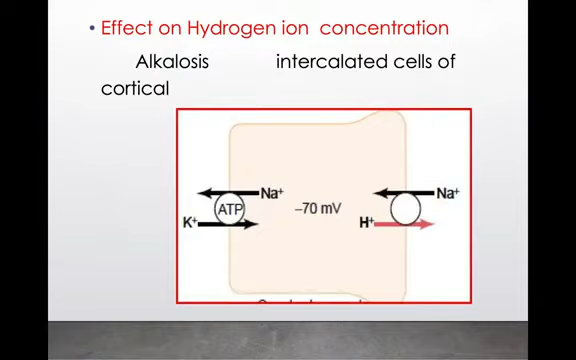 • Effect on Hydrogen ion concentration
Alkalosis intercalated cells of
cortical
Na⁺ Na⁺
ATP –70 mV
K⁺ H⁺